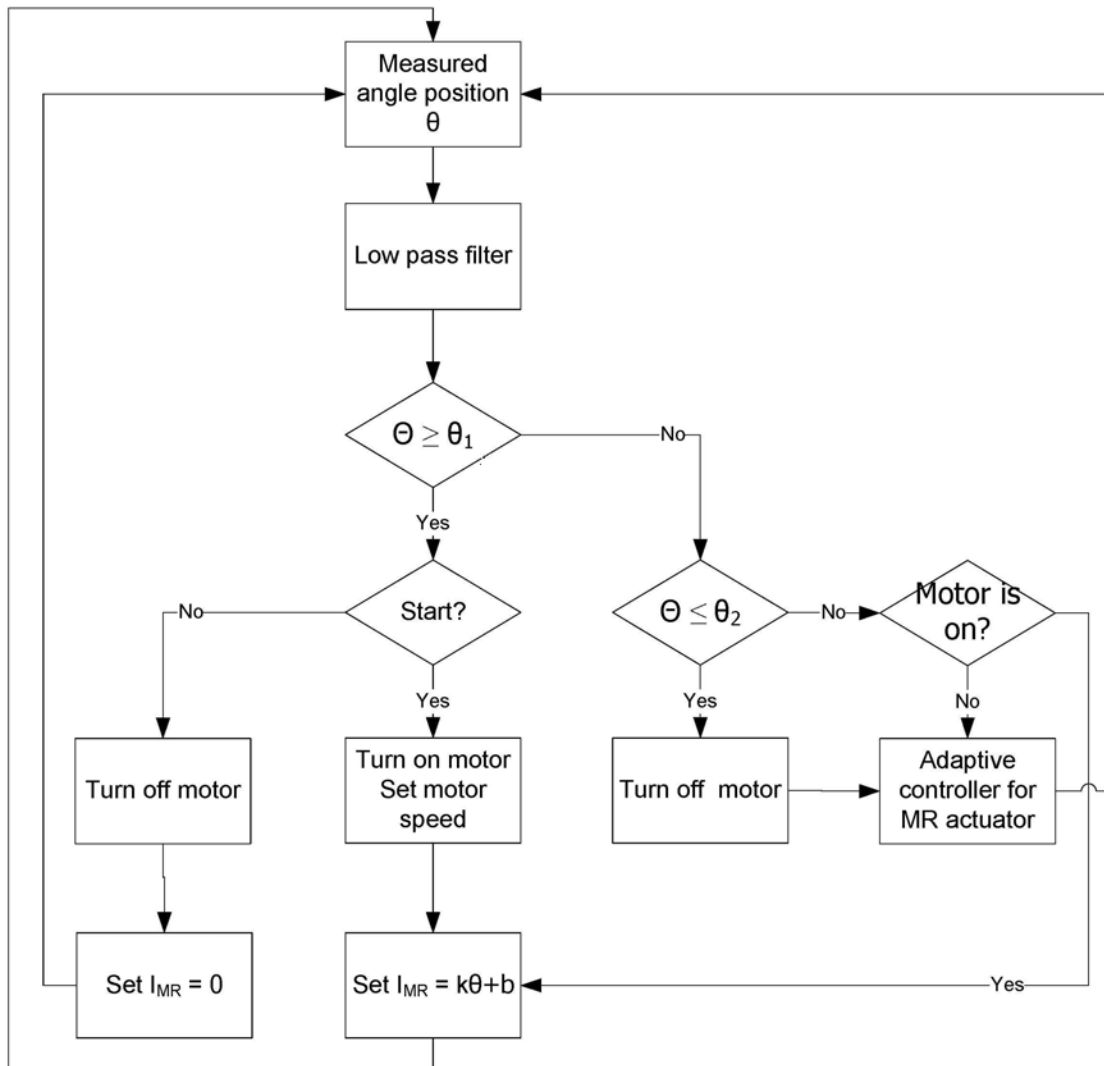 Measured
angle position
θ
Low pass filter
Θ ≥ θ₁
No
Yes
Start?
No
Yes
Θ ≤ θ₂
No
Yes
Motor is
on?
No
Turn off motor
Turn on motor
Set motor
speed
Turn off motor
Adaptive
controller for
MR actuator
Set I_MR = 0
Set I_MR = kθ+b
Yes